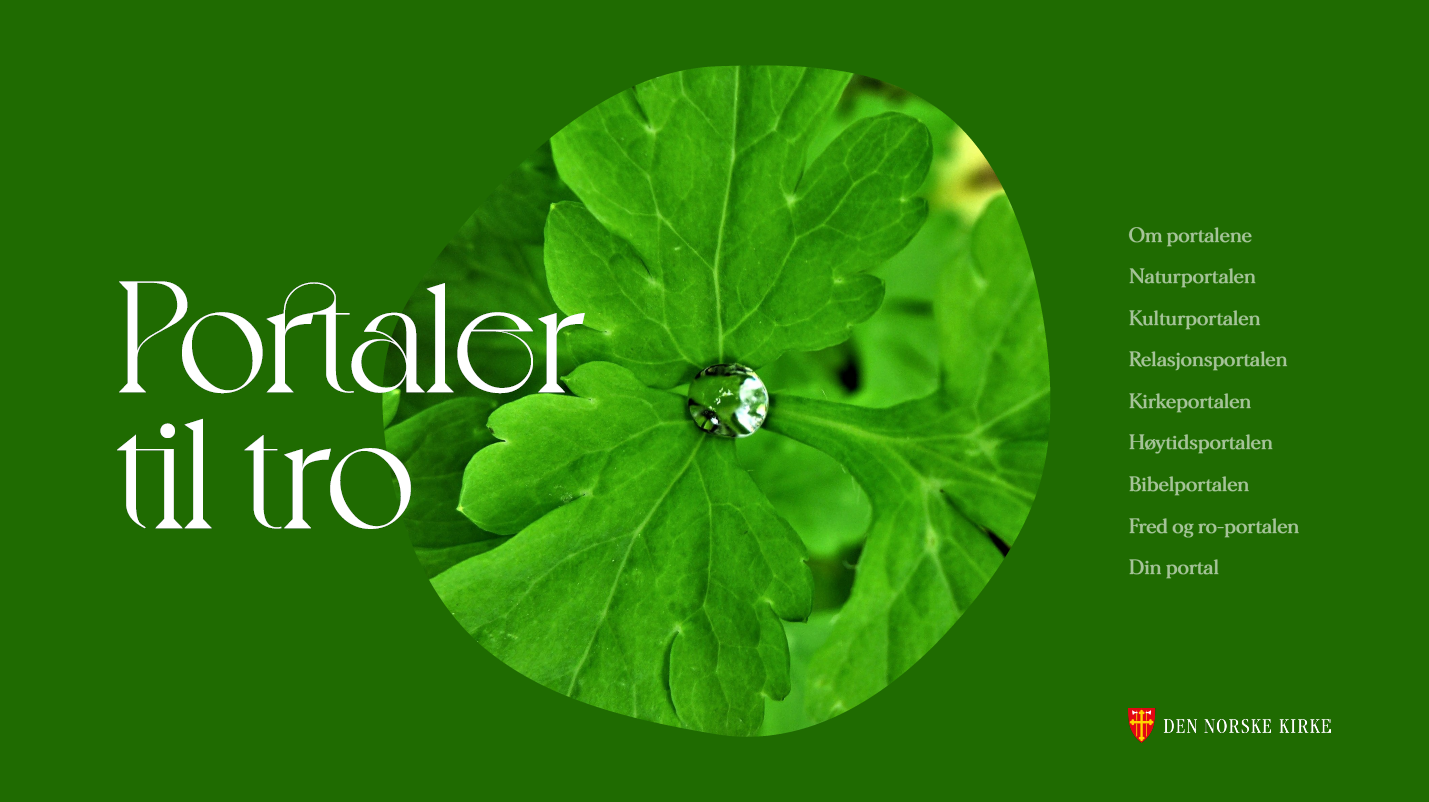 Portaler
til tro
Om portalene
Naturportalen
Kulturportalen
Relasjonsportalen
Kirkeportalen
Høytidsportalen
Bibelportalen
Fred og ro-portalen
Din portal
DEN NORSKE KIRKE